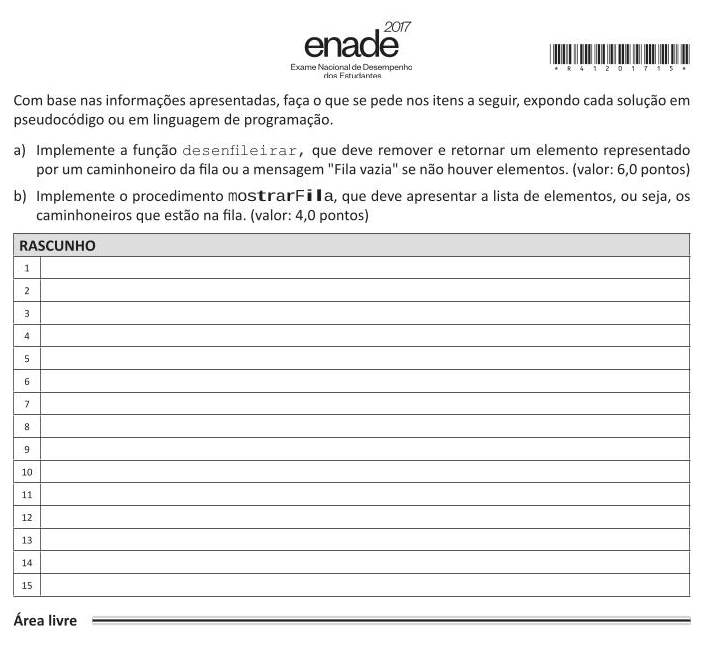 2017
enade
Exame Nacional de Desempenho
dos Estudantes
* R 4 1 2 0 1 7 1 5 *
Com base nas informações apresentadas, faça o que se pede nos itens a seguir, expondo cada solução em
pseudocódigo ou em linguagem de programação.
a) Implemente a função desenfileirar, que deve remover e retornar um elemento representado
por um caminhoneiro da fila ou a mensagem "Fila vazia" se não houver elementos. (valor: 6,0 pontos)
b) Implemente o procedimento mostrarFila, que deve apresentar a lista de elementos, ou seja, os
caminhoneiros que estão na fila. (valor: 4,0 pontos)
RASCUNHO
1
2
3
4
5
6
7
8
9
10
11
12
13
14
15
Área livre